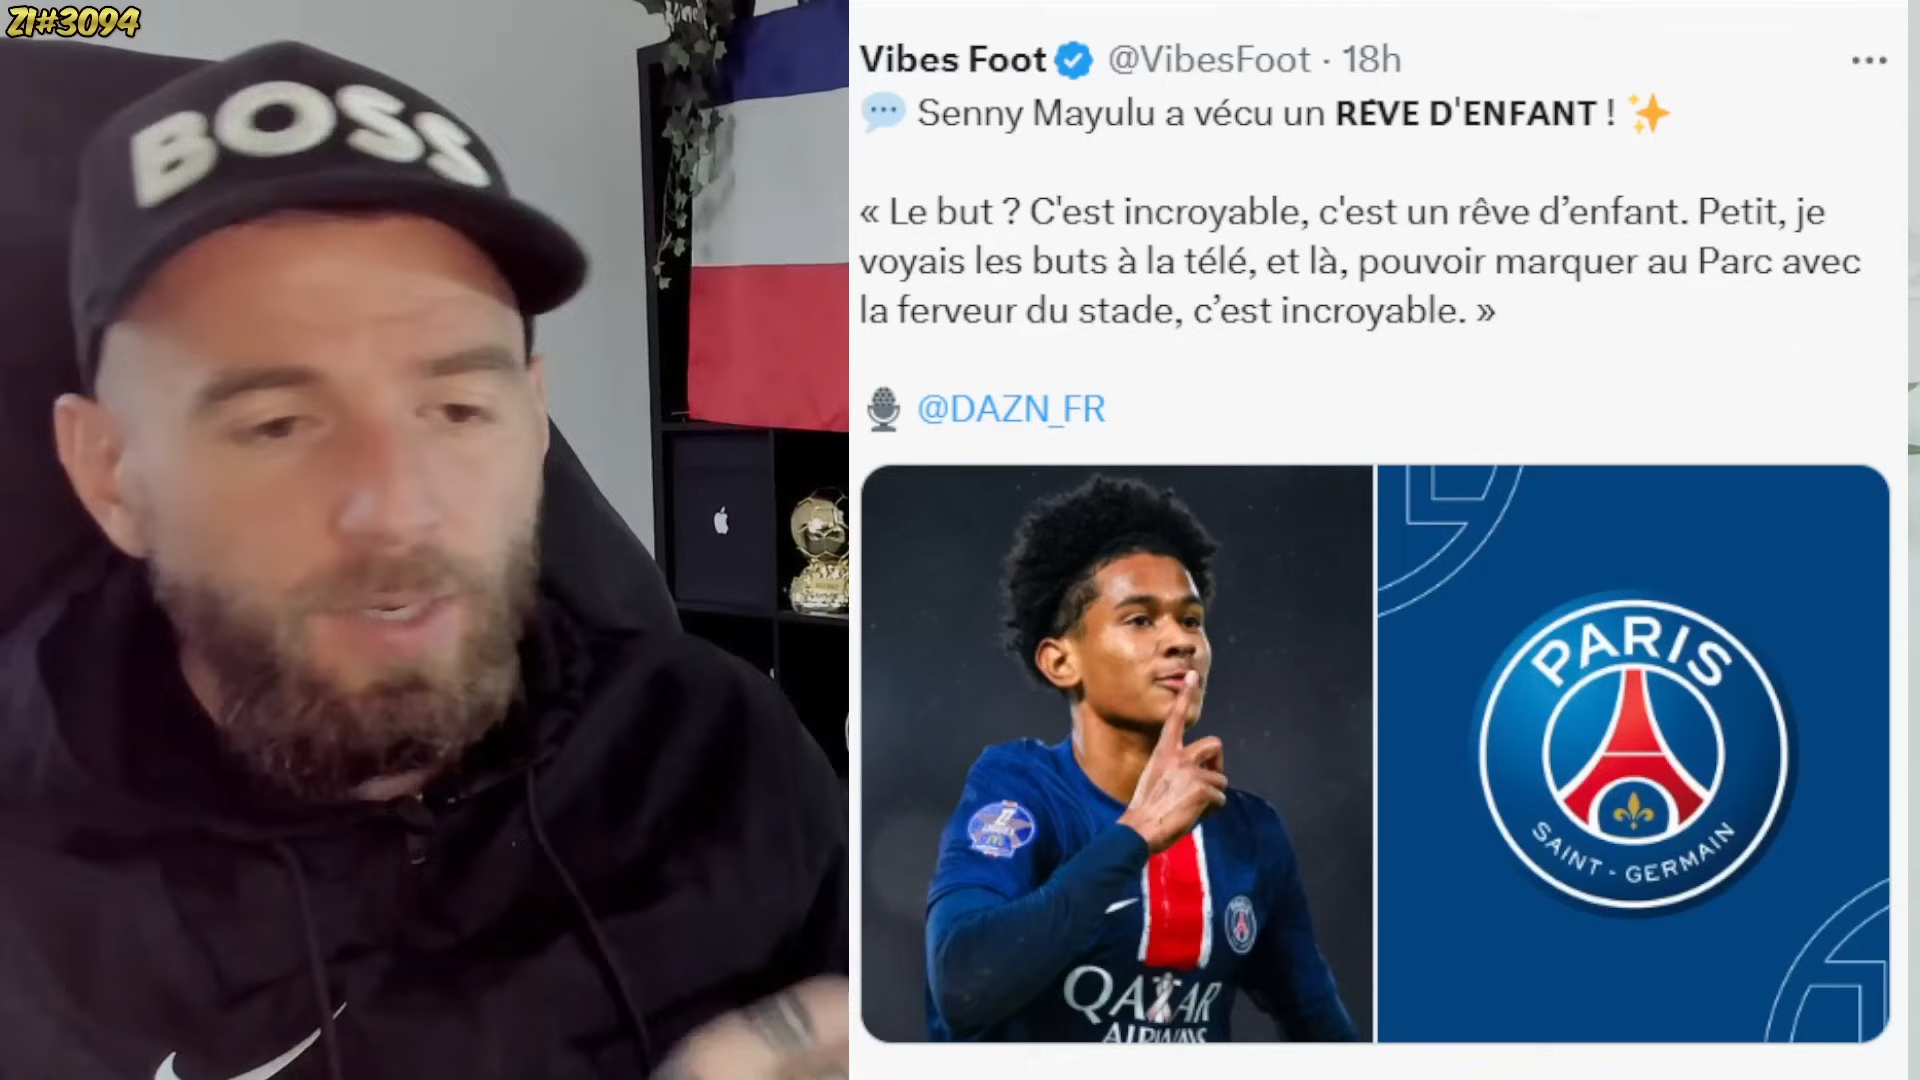 ZI#3094
BOSS
Vibes Foot @VibesFoot · 18h
Senny Mayulu a vécu un RÊVE D'ENFANT !
« Le but ? C'est incroyable, c'est un rêve d’enfant. Petit, je
voyais les buts à la télé, et là, pouvoir marquer au Parc avec
la ferveur du stade, c’est incroyable. »
@DAZN_FR
PARIS
SAINT - GERMAIN
QATAR
AIRWAYS